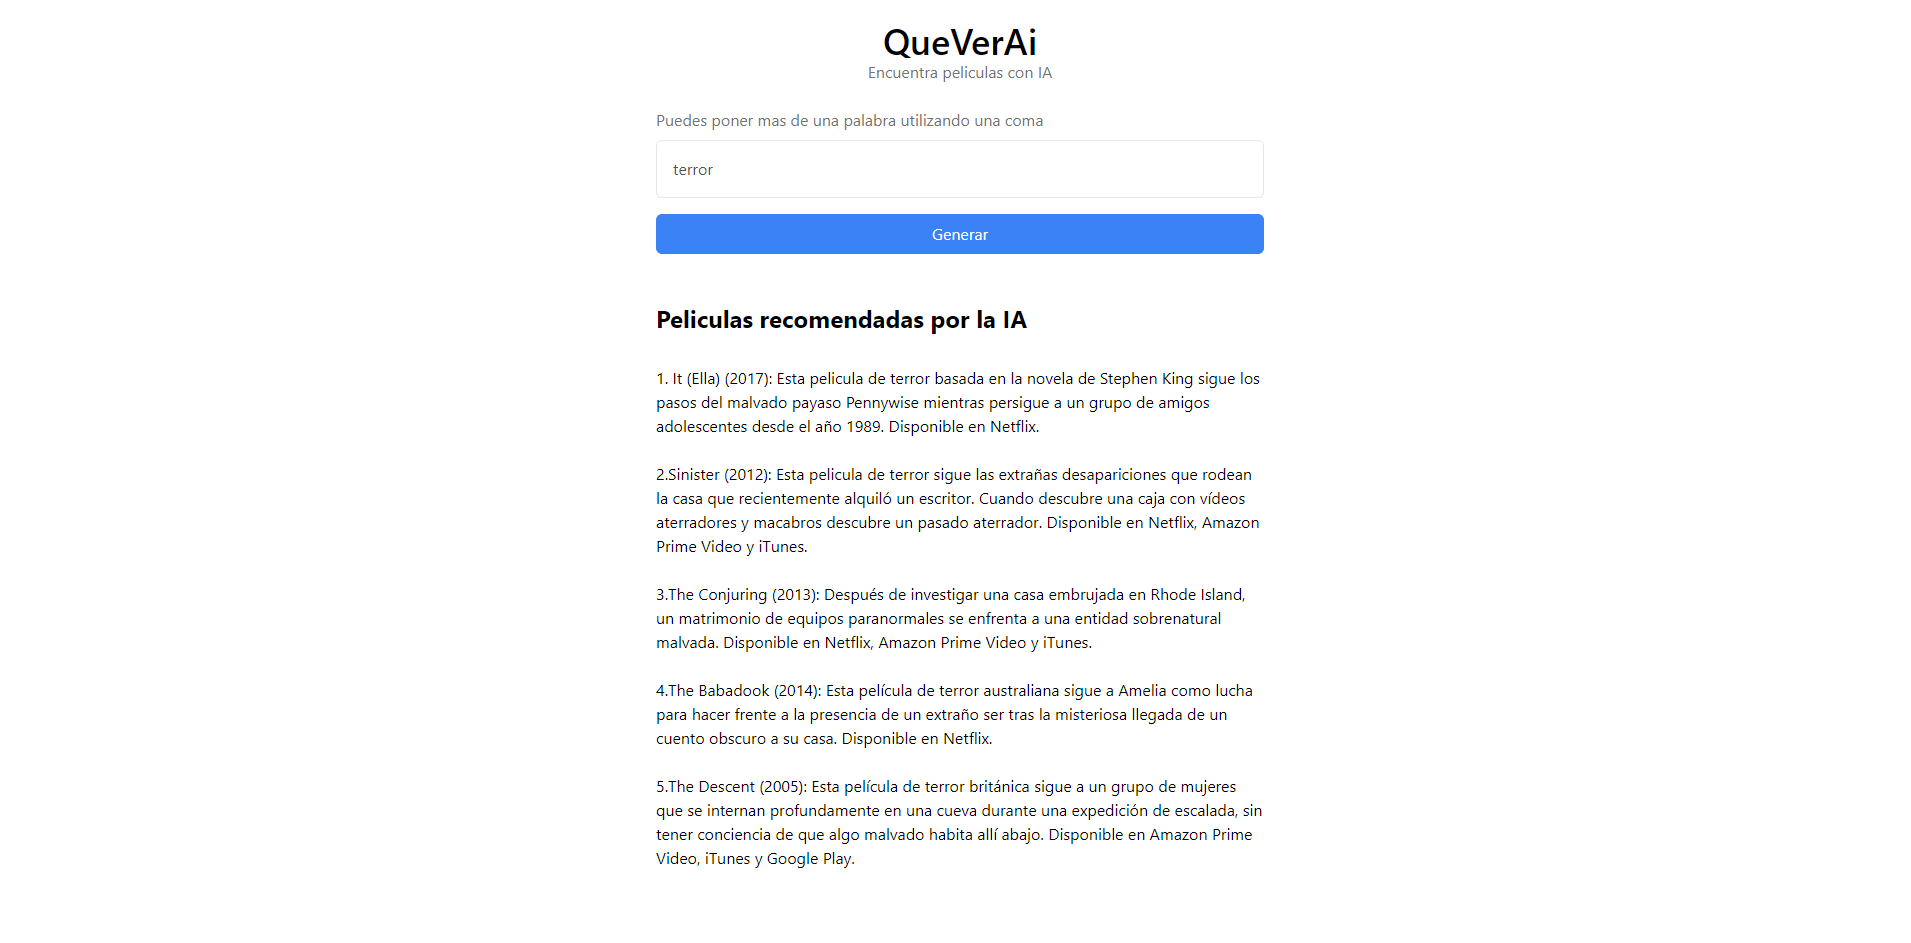 QueVerAi
Encuentra peliculas con IA
Puedes poner mas de una palabra utilizando una coma
terror
Generar
Peliculas recomendadas por la IA
1. It (Ella) (2017): Esta pelicula de terror basada en la novela de Stephen King sigue los
pasos del malvado payaso Pennywise mientras persigue a un grupo de amigos
adolescentes desde el año 1989. Disponible en Netflix.
2.Sinister (2012): Esta pelicula de terror sigue las extrañas desapariciones que rodean
la casa que recientemente alquiló un escritor. Cuando descubre una caja con vídeos
aterradores y macabros descubre un pasado aterrador. Disponible en Netflix, Amazon
Prime Video y iTunes.
3.The Conjuring (2013): Después de investigar una casa embrujada en Rhode Island,
un matrimonio de equipos paranormales se enfrenta a una entidad sobrenatural
malvada. Disponible en Netflix, Amazon Prime Video y iTunes.
4.The Babadook (2014): Esta película de terror australiana sigue a Amelia como lucha
para hacer frente a la presencia de un extraño ser tras la misteriosa llegada de un
cuento obscuro a su casa. Disponible en Netflix.
5.The Descent (2005): Esta película de terror británica sigue a un grupo de mujeres
que se internan profundamente en una cueva durante una expedición de escalada, sin
tener conciencia de que algo malvado habita allí abajo. Disponible en Amazon Prime
Video, iTunes y Google Play.